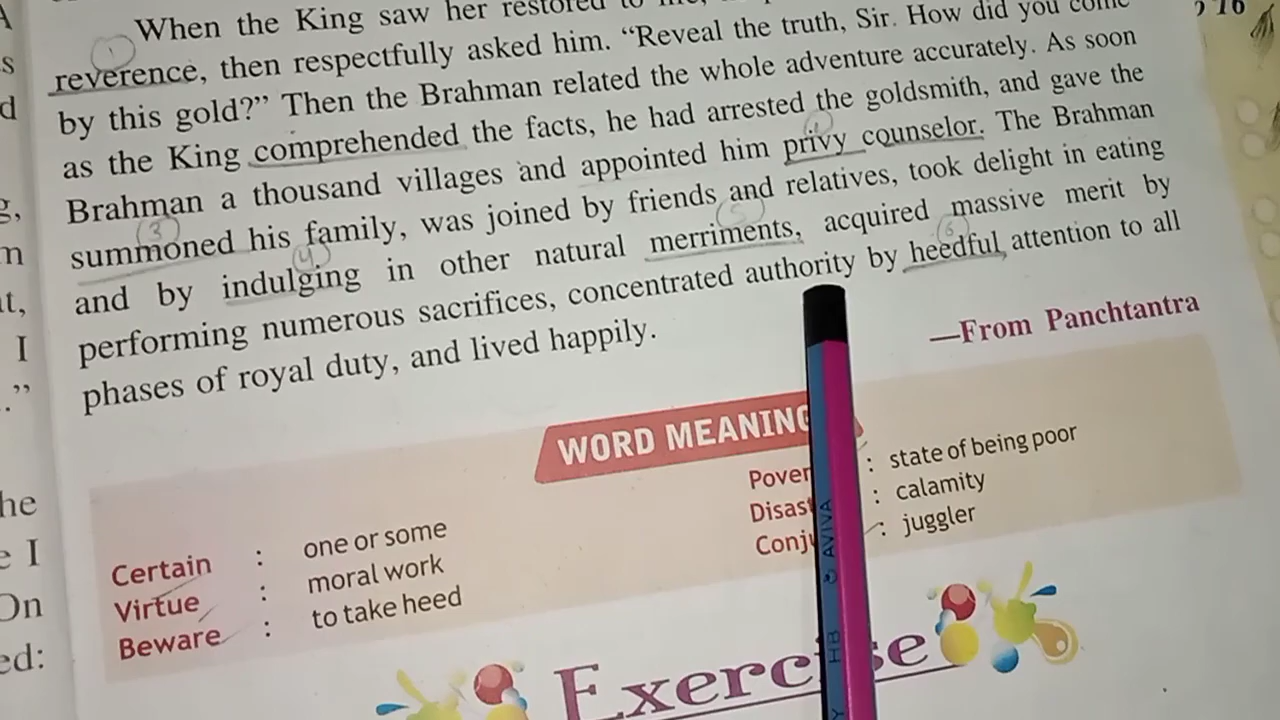 When the King saw her restored to
reverence, then respectfully asked him. “Reveal the truth, Sir. How did you come
by this gold?” Then the Brahman related the whole adventure accurately. As soon
as the King comprehended the facts, he had arrested the goldsmith, and gave the
Brahman a thousand villages and appointed him privy counselor. The Brahman
summoned his family, was joined by friends and relatives, took delight in eating
and by indulging in other natural merriments, acquired massive merit by
performing numerous sacrifices, concentrated authority by heedful attention to all
phases of royal duty, and lived happily.
—From Panchtantra
WORD MEANING
Certain : one or some
Virtue : moral work
Beware : to take heed
Pover : state of being poor
Disast : calamity
Conju : juggler
Exercise
AVIVA
HB